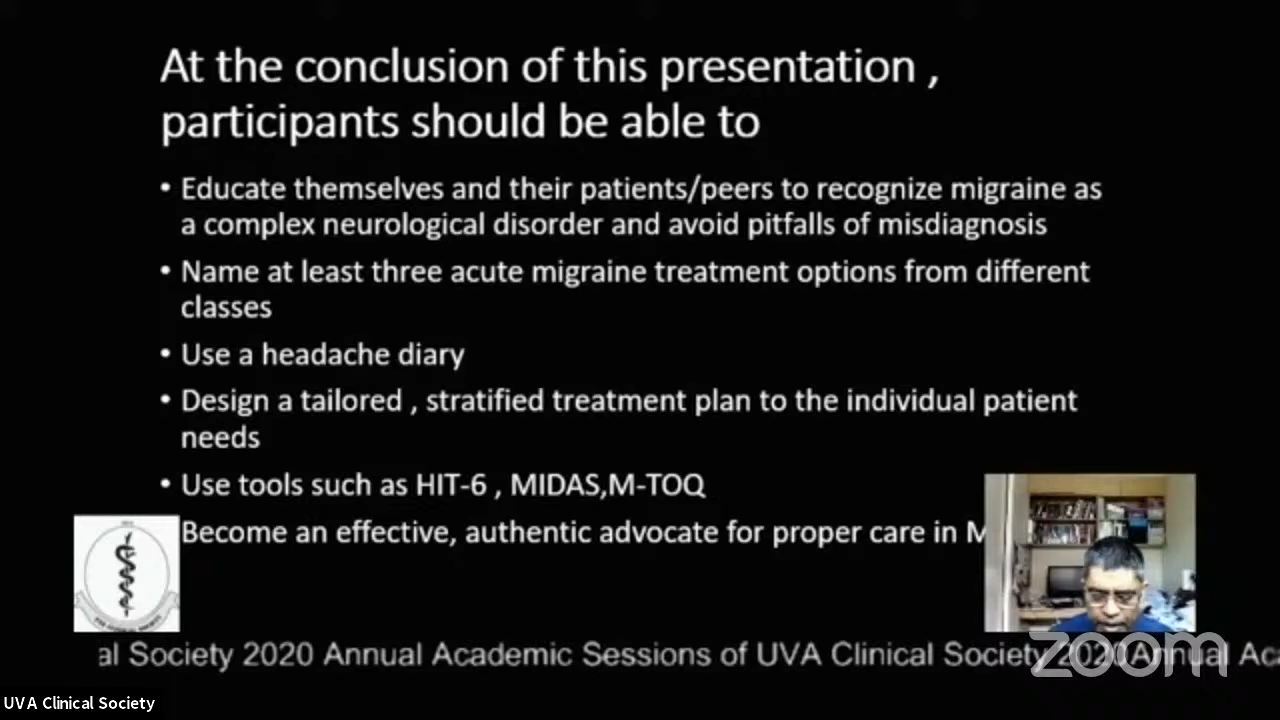 At the conclusion of this presentation ,
participants should be able to
• Educate themselves and their patients/peers to recognize migraine as
a complex neurological disorder and avoid pitfalls of misdiagnosis
• Name at least three acute migraine treatment options from different
classes
• Use a headache diary
• Design a tailored , stratified treatment plan to the individual patient
needs
• Use tools such as HIT-6 , MIDAS,M-TOQ
Become an effective, authentic advocate for proper care in M
al Society 2020 Annual Academic Sessions of UVA Clinical Society 2020 Annual Ac
zoom
UVA Clinical Society